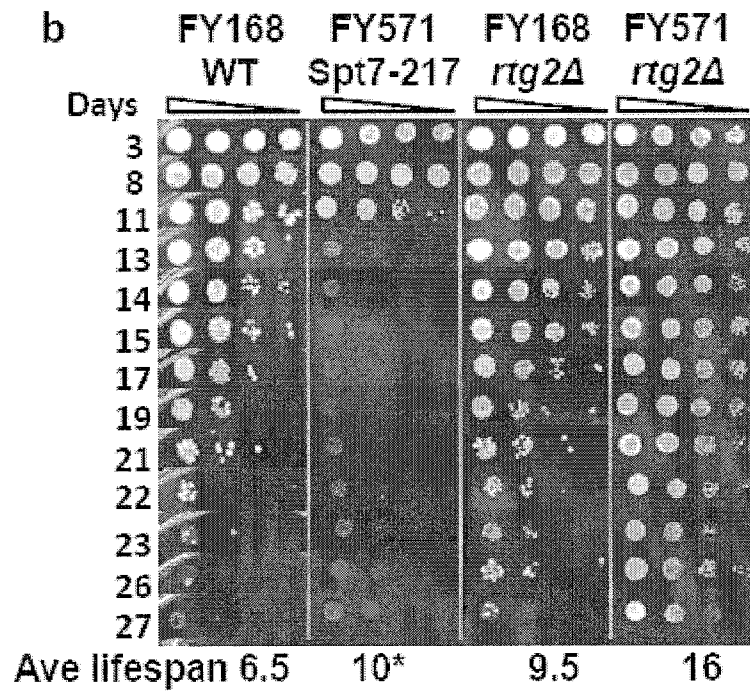 b
FY168 FY571 FY168 FY571
WT Spt7-217 rtg2Δ rtg2Δ
Days
3
8
11
13
14
15
17
19
21
22
23
26
27
Ave lifespan 6.5 10* 9.5 16